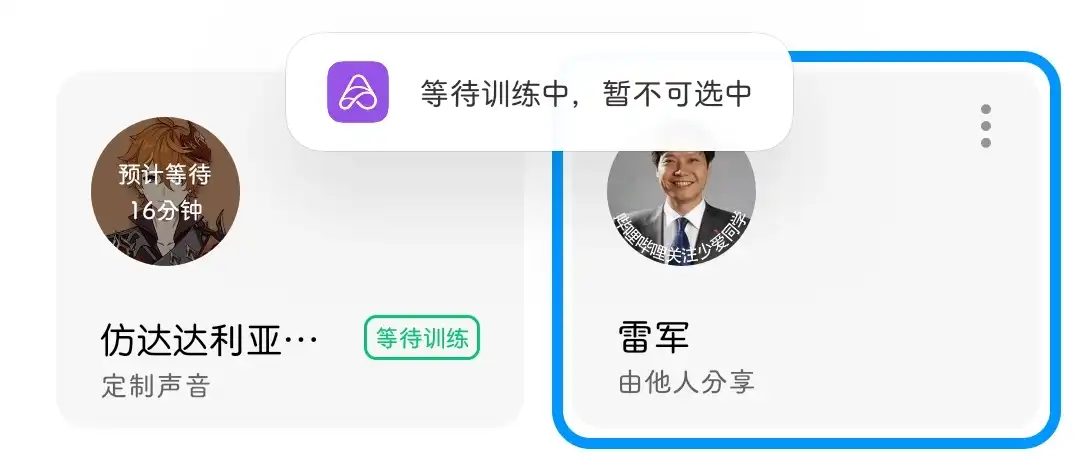 等待训练中，暂不可选中
预计等待
16分钟
哔哩哔哩关注少爱同学
仿达达利亚…
等待训练
定制声音
雷军
由他人分享